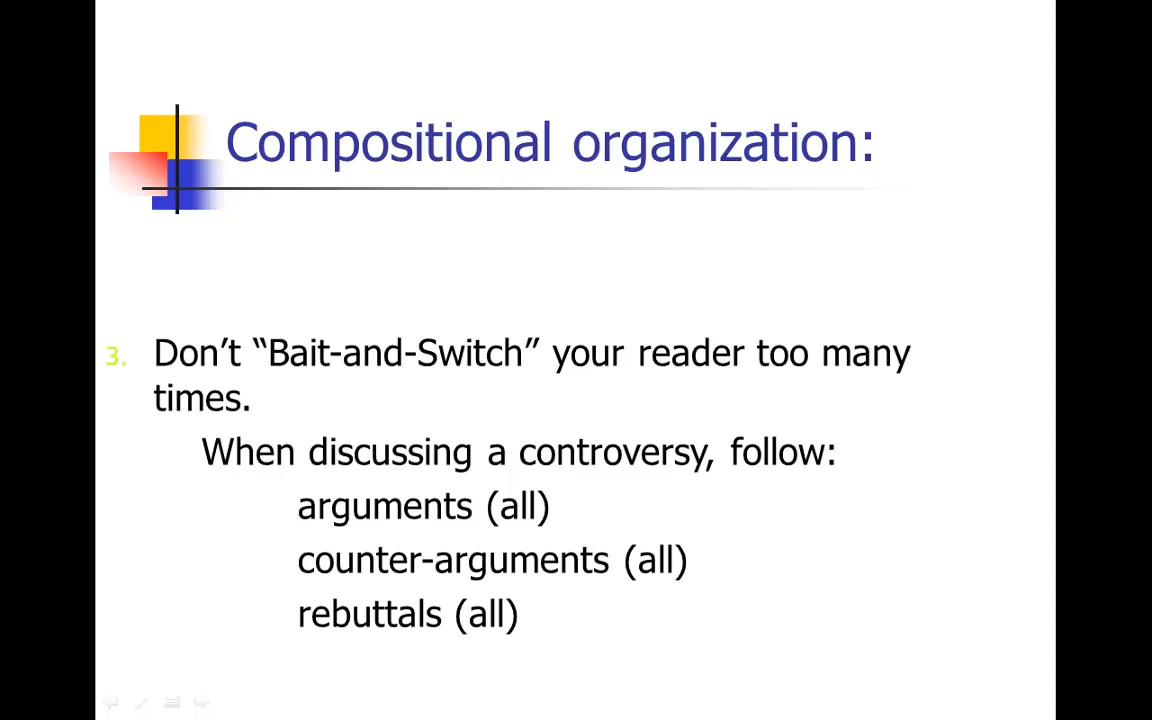 Compositional organization:
3. Don’t “Bait-and-Switch” your reader too many
times.
When discussing a controversy, follow:
arguments (all)
counter-arguments (all)
rebuttals (all)